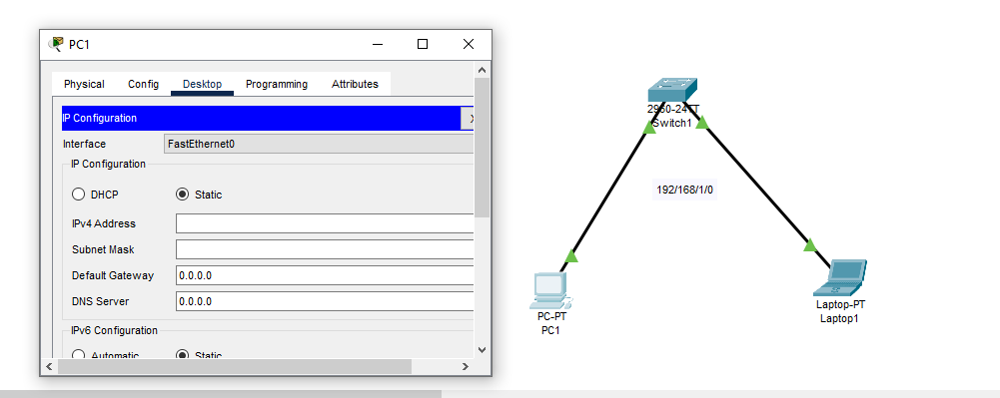 PC1
Physical Config Desktop Programming Attributes
IP Configuration X
Interface FastEthernet0
IP Configuration
DHCP Static
IPv4 Address
Subnet Mask
Default Gateway 0.0.0.0
DNS Server 0.0.0.0
IPv6 Configuration
Automatic Static
2960-24TT
Switch1
192/168/1/0
PC-PT
PC1
Laptop-PT
Laptop1